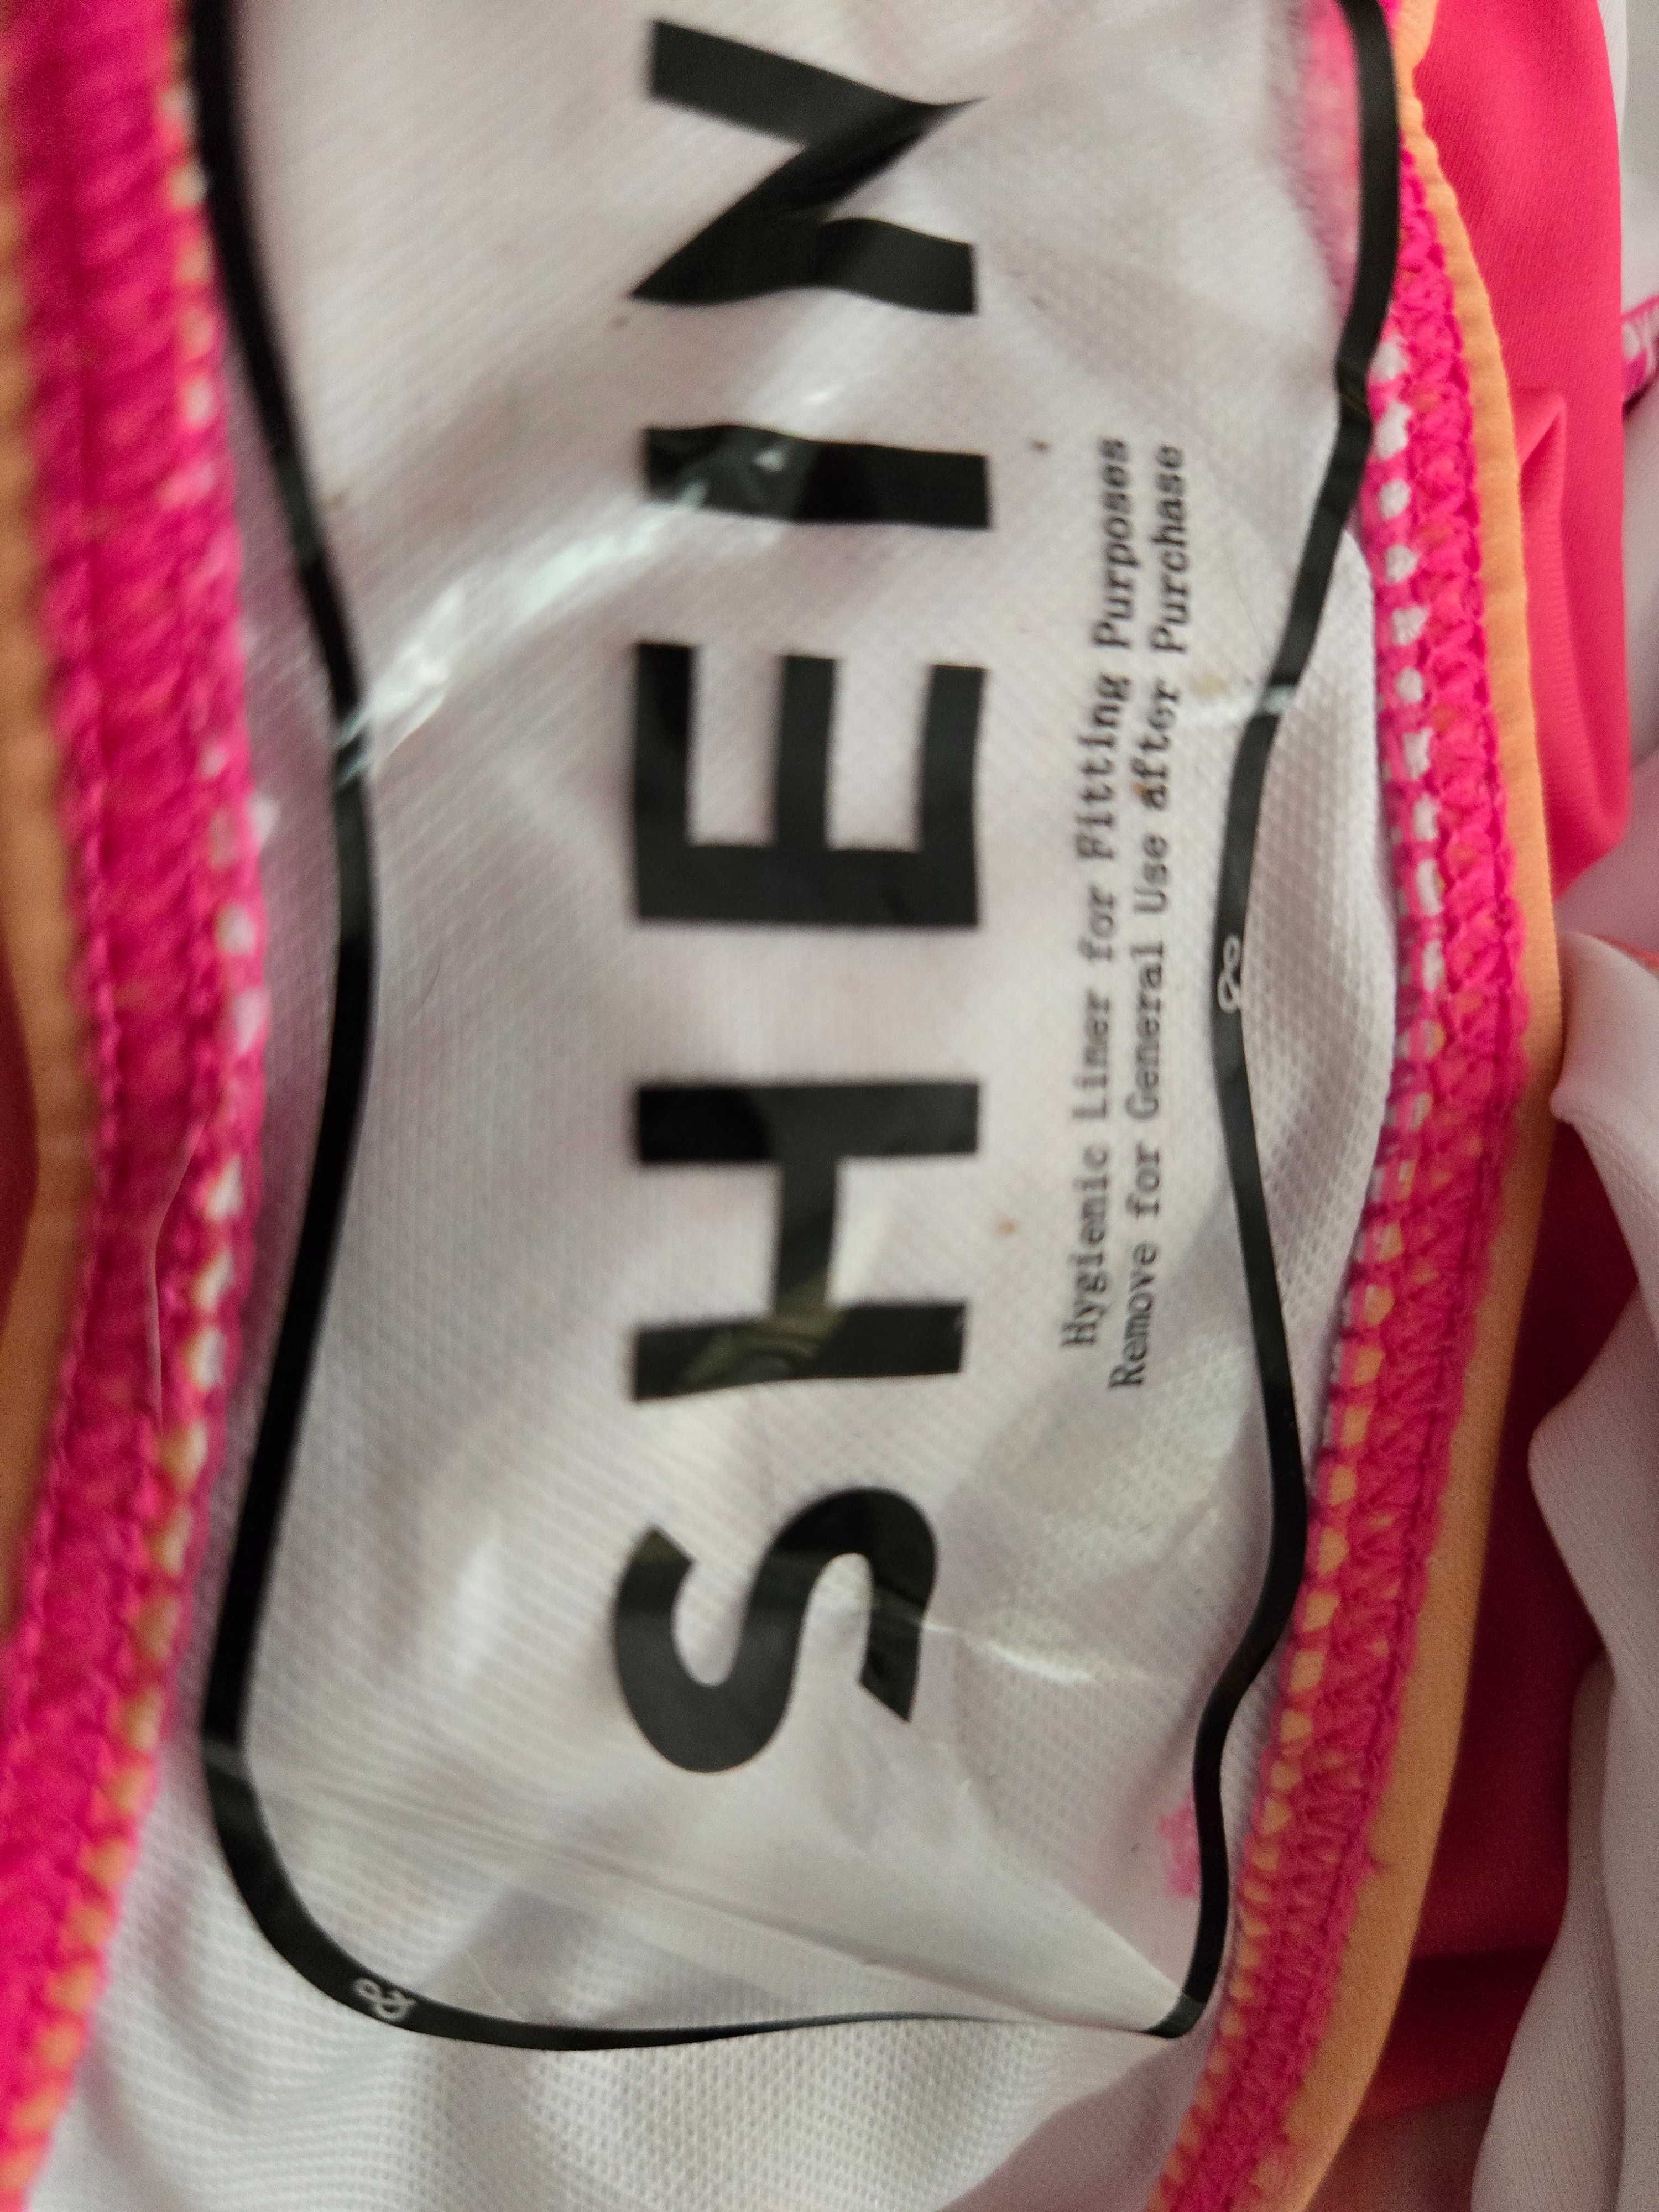 SHEIN
Hygienic Liner for Fitting Purposes
Remove for General Use after Purchase
&
&